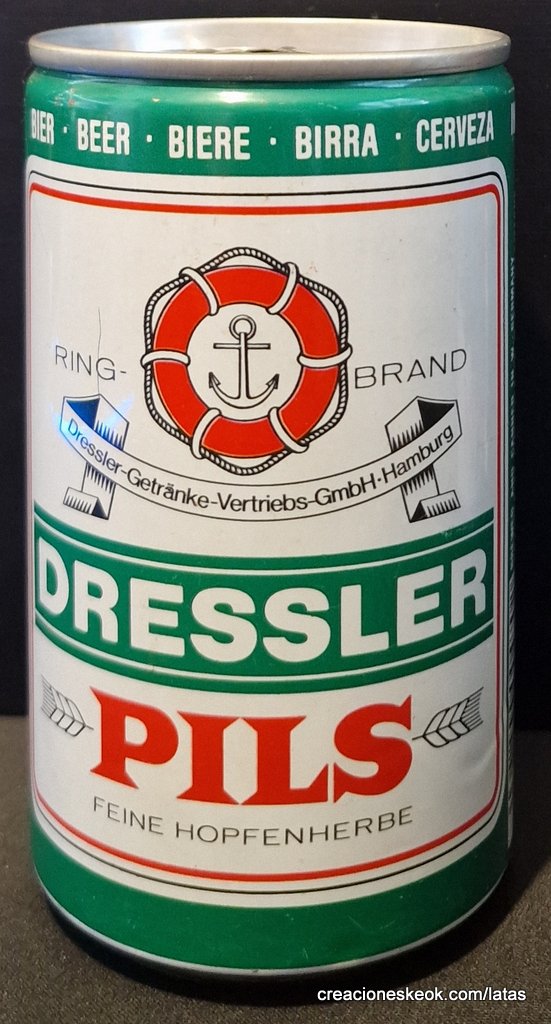 BIER · BEER · BIERE · BIRRA · CERVEZA
RING-
BRAND
Dressler-Getränke-Vertriebs-GmbH·Hamburg
DRESSLER
PILS
FEINE HOPFENHERBE
creacioneskeok.com/latas